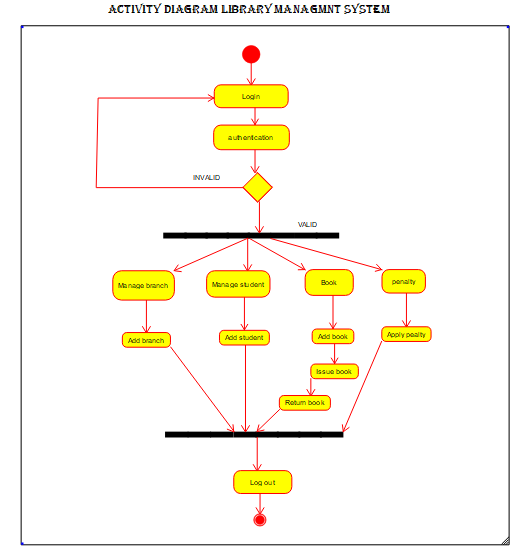 ACTIVITY DIAGRAM LIBRARY MANAGMNT SYSTEM
Login
authentication
INVALID
VALID
Manage branch
Manage student
Book
penalty
Add branch
Add student
Add book
Apply pealty
Issue book
Return book
Log out